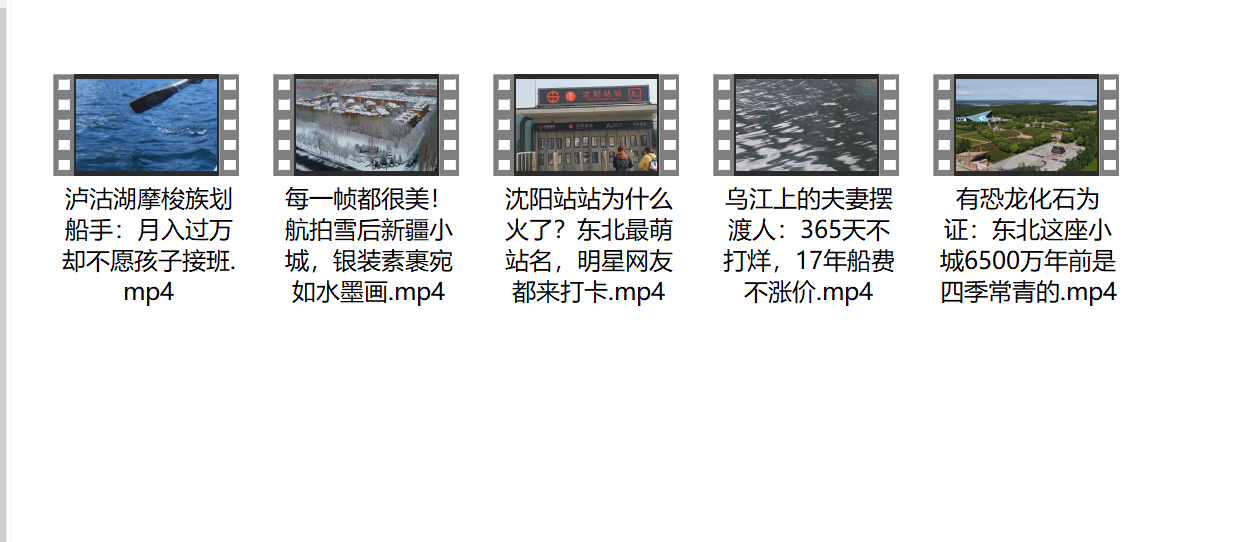 沈阳站站
泸沽湖摩梭族划
船手：月入过万
却不愿孩子接班.
mp4
每一帧都很美！
航拍雪后新疆小
城，银装素裹宛
如水墨画.mp4
沈阳站站为什么
火了？东北最萌
站名，明星网友
都来打卡.mp4
乌江上的夫妻摆
渡人：365天不
打烊，17年船费
不涨价.mp4
有恐龙化石为
证：东北这座小
城6500万年前是
四季常青的.mp4